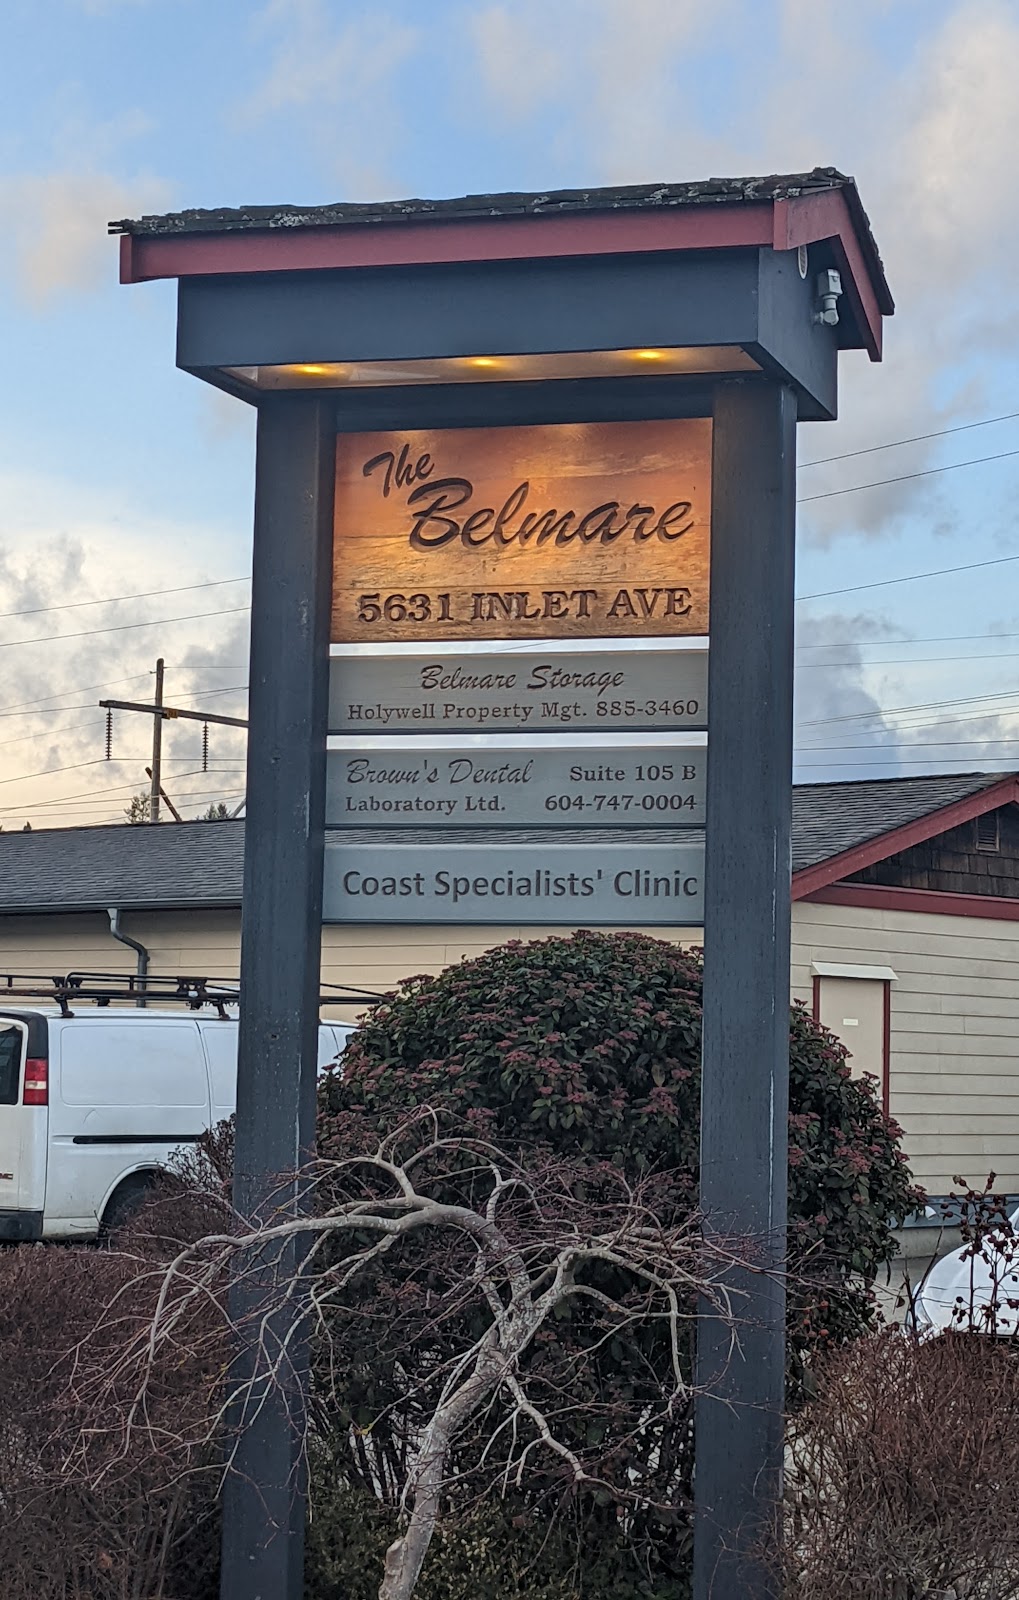 The
Belmare
5631 INLET AVE
Belmare Storage
Holywell Property Mgt. 885-3460
Brown's Dental Suite 105 B
Laboratory Ltd. 604-747-0004
Coast Specialists' Clinic
GMC